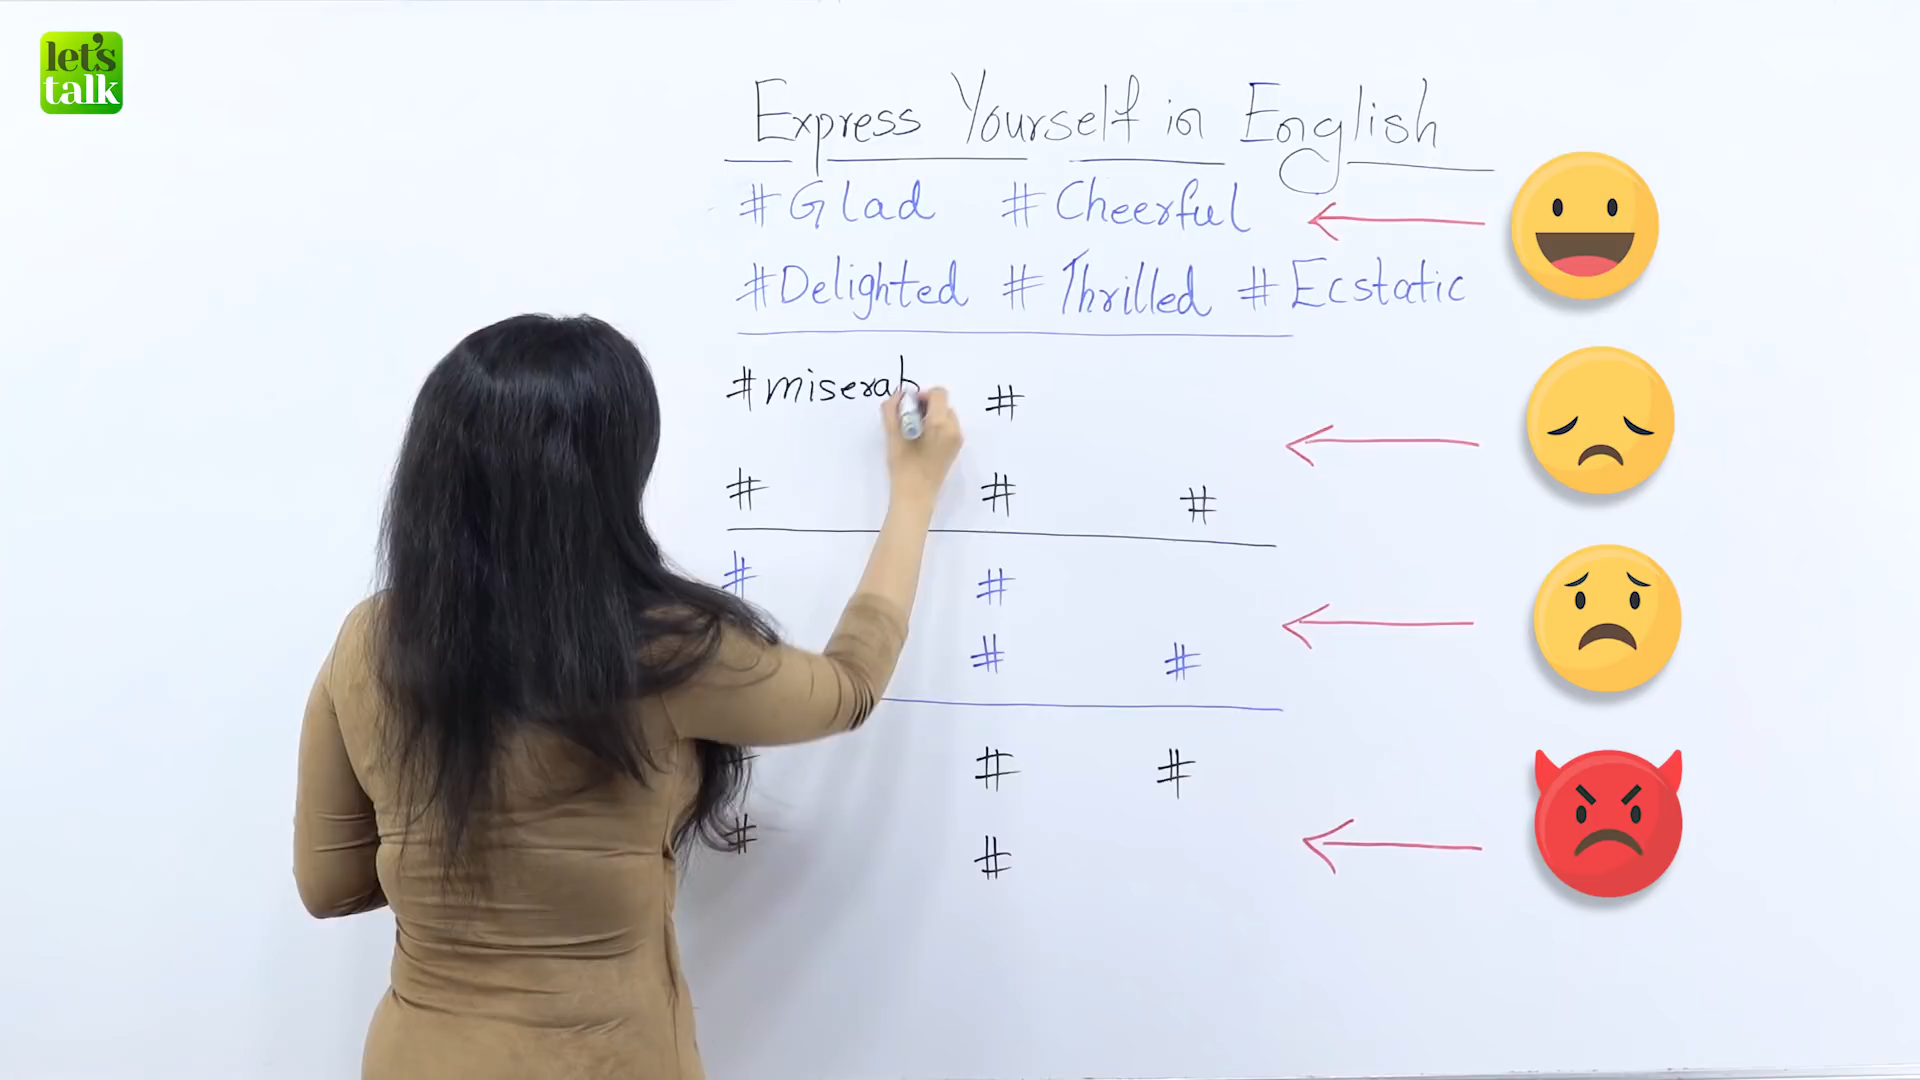 let's
talk
Express Yourself in English
#Glad #Cheerful
#Delighted #Thrilled #Ecstatic
#miserab #
# # #
# #
# #
# #
# #